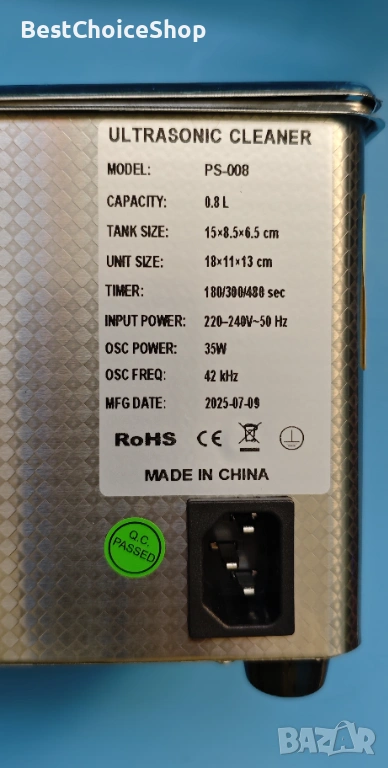 BestChoiceShop
ULTRASONIC CLEANER
MODEL: PS-008
CAPACITY: 0.8 L
TANK SIZE: 15×8.5×6.5 cm
UNIT SIZE: 18×11×13 cm
TIMER: 180/300/480 sec
INPUT POWER: 220–240V~50 Hz
OSC POWER: 35W
OSC FREQ: 42 kHz
MFG DATE: 2025-07-09
RoHS CE
MADE IN CHINA
Q.C.
PASSED
BAZAR